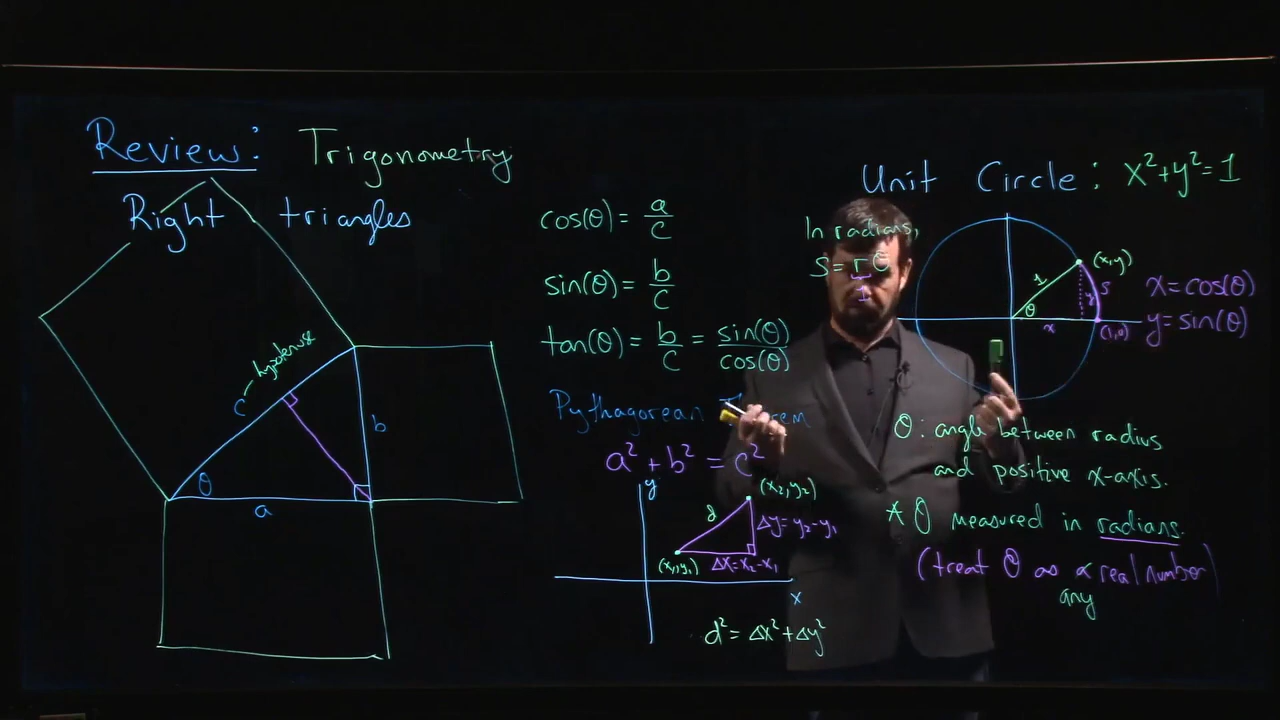 Review: Trigonometry
Right triangles
c hypotenuse
θ
a
b
cos(θ) = a/c
sin(θ) = b/c
tan(θ) = b/c = sin(θ)/cos(θ)
Pythagorean
a² + b² = c²
y
(x₂, y₂)
d
Δy = y₂ - y₁
(x₁, y₁)
Δx = x₂ - x₁
x
d² = Δx² + Δy²
Unit Circle: x² + y² = 1
In radians,
S = rθ
1
(x, y)
1
θ
x
y
S
(1, 0)
x = cos(θ)
y = sin(θ)
θ: angle between radius
and positive x-axis.
* θ measured in radians.
(treat θ as a real number)
any